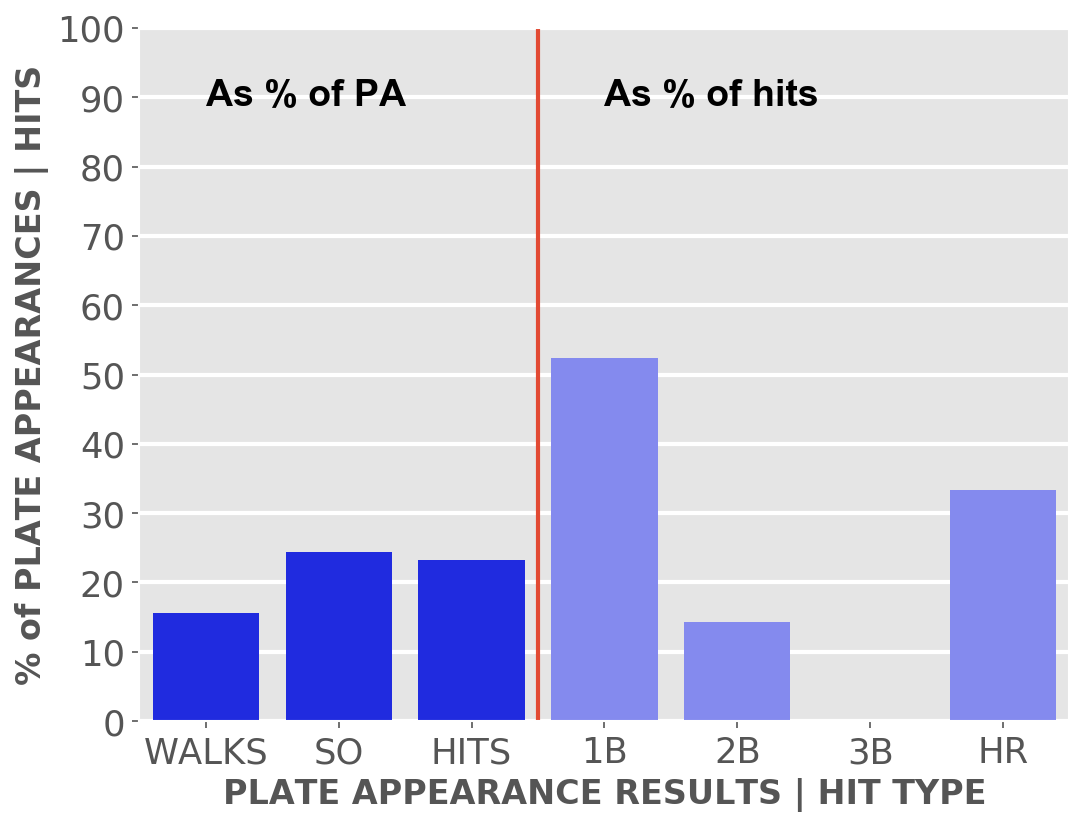 % of PLATE APPEARANCES | HITS
100
90
80
70
60
50
40
30
20
10
0
As % of PA
As % of hits
WALKS SO HITS 1B 2B 3B HR
PLATE APPEARANCE RESULTS | HIT TYPE